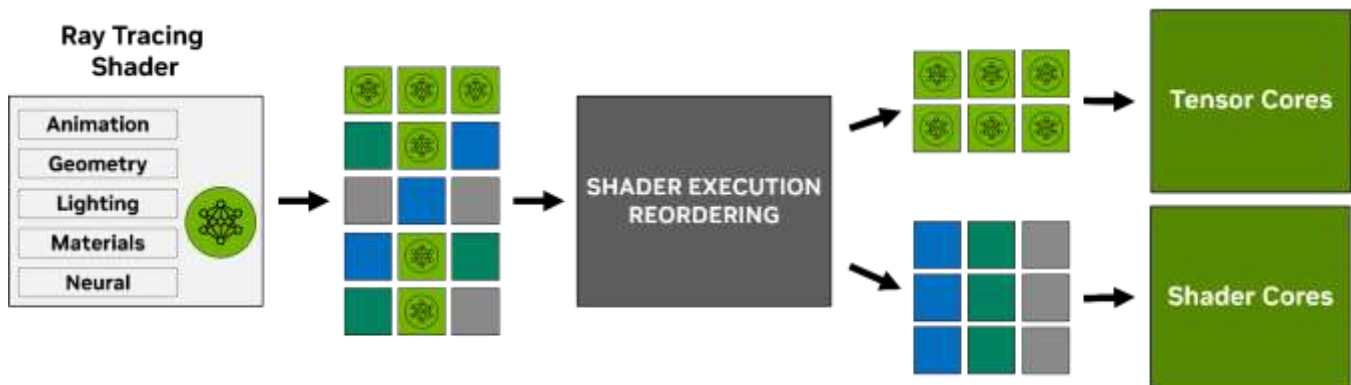 Ray Tracing
Shader
Animation
Geometry
Lighting
Materials
Neural
SHADER EXECUTION
REORDERING
Tensor Cores
Shader Cores